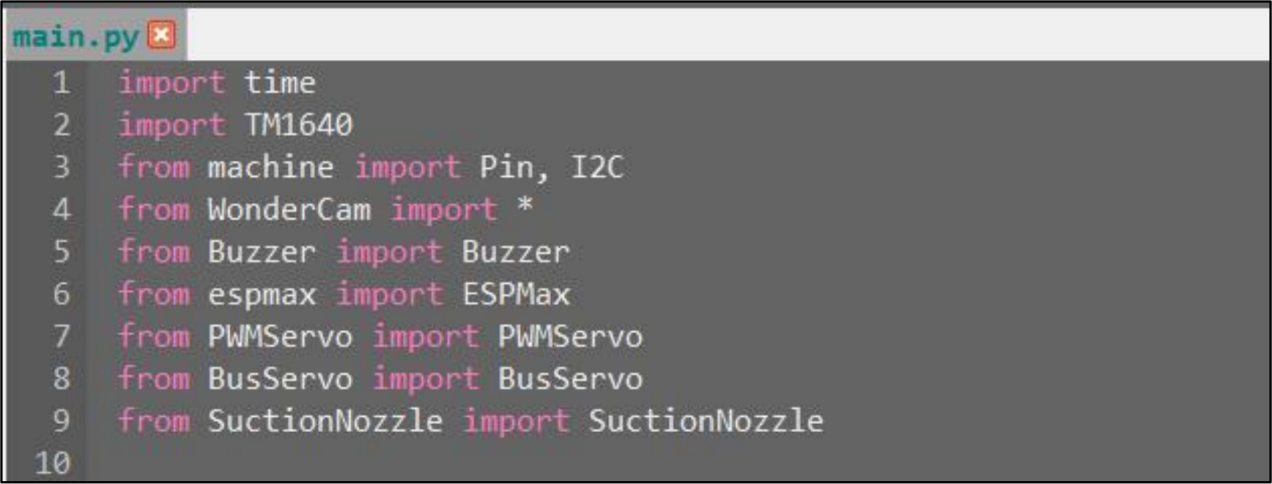 main.py
1 import time
2 import TM1640
3 from machine import Pin, I2C
4 from WonderCam import *
5 from Buzzer import Buzzer
6 from espmax import ESPMax
7 from PWMServo import PWMServo
8 from BusServo import BusServo
9 from SuctionNozzle import SuctionNozzle
10